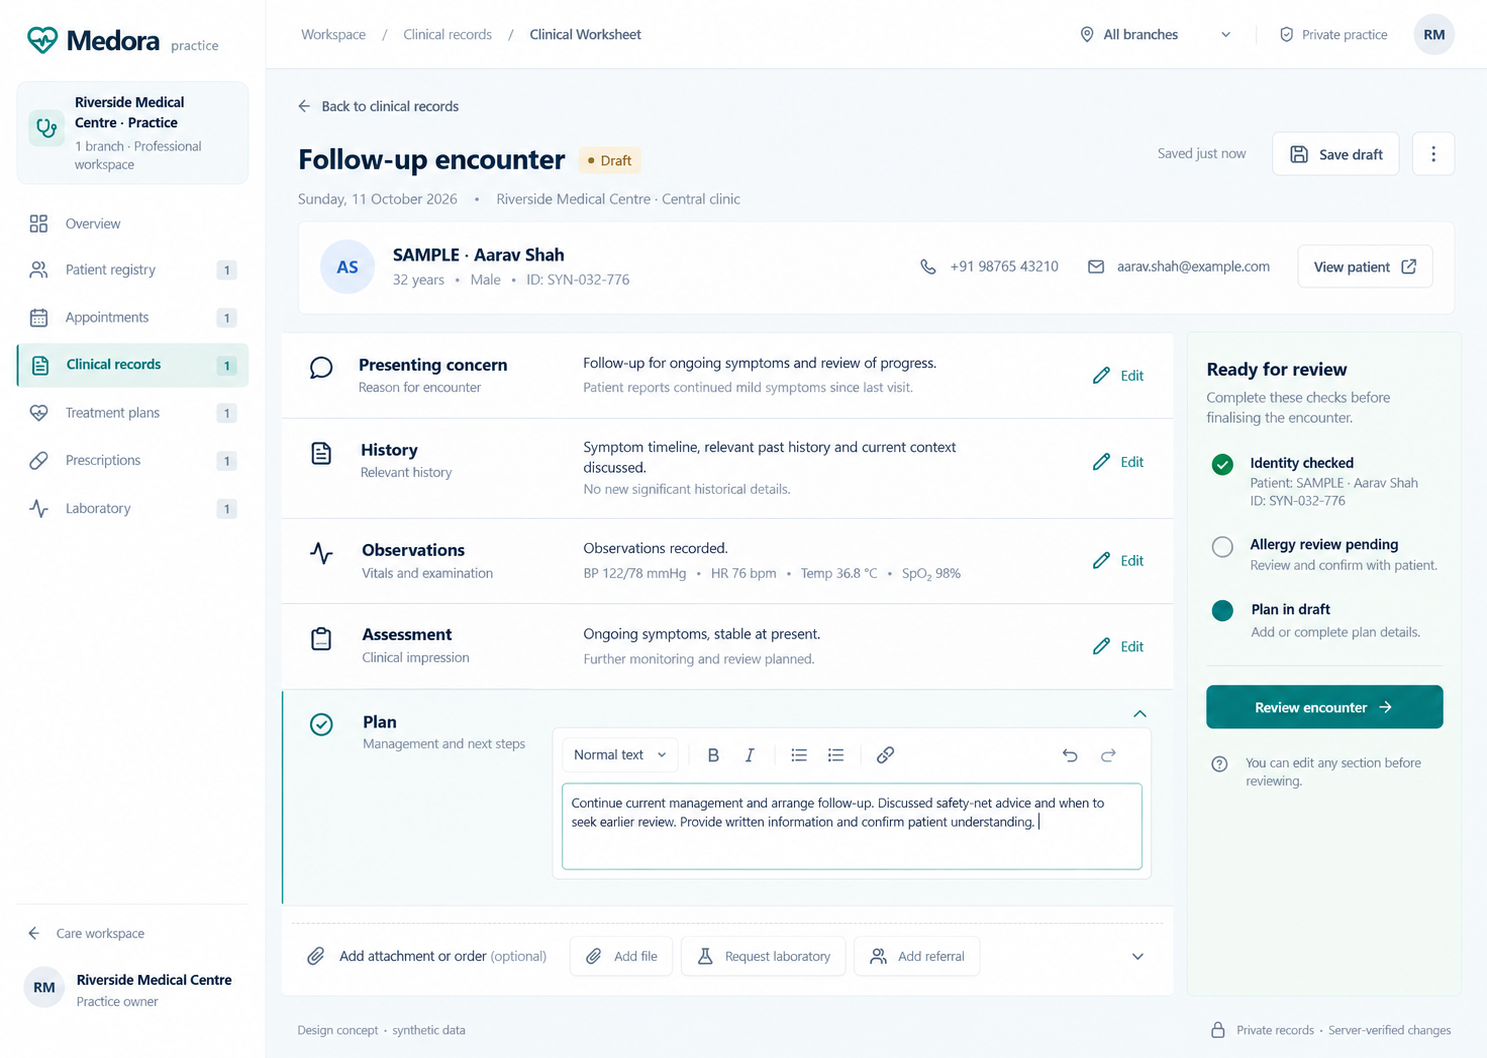 Medora practice
Riverside Medical
Centre · Practice
1 branch · Professional
workspace
Overview
Patient registry 1
Appointments 1
Clinical records 1
Treatment plans 1
Prescriptions 1
Laboratory 1
Care workspace
RM
Riverside Medical Centre
Practice owner
Workspace / Clinical records / Clinical Worksheet
All branches
Private practice
RM
Back to clinical records
Follow-up encounter
Draft
Saved just now
Save draft
Sunday, 11 October 2026 • Riverside Medical Centre · Central clinic
AS
SAMPLE · Aarav Shah
32 years • Male • ID: SYN-032-776
+91 98765 43210
aarav.shah@example.com
View patient
Presenting concern
Reason for encounter
Follow-up for ongoing symptoms and review of progress.
Patient reports continued mild symptoms since last visit.
Edit
History
Relevant history
Symptom timeline, relevant past history and current context
discussed.
No new significant historical details.
Edit
Observations
Vitals and examination
Observations recorded.
BP 122/78 mmHg • HR 76 bpm • Temp 36.8 °C • SpO₂ 98%
Edit
Assessment
Clinical impression
Ongoing symptoms, stable at present.
Further monitoring and review planned.
Edit
Plan
Management and next steps
Normal text
B
I
Continue current management and arrange follow-up. Discussed safety-net advice and when to
seek earlier review. Provide written information and confirm patient understanding.
Add attachment or order (optional)
Add file
Request laboratory
Add referral
Ready for review
Complete these checks before
finalising the encounter.
Identity checked
Patient: SAMPLE · Aarav Shah
ID: SYN-032-776
Allergy review pending
Review and confirm with patient.
Plan in draft
Add or complete plan details.
Review encounter
You can edit any section before
reviewing.
Design concept · synthetic data
Private records · Server-verified changes